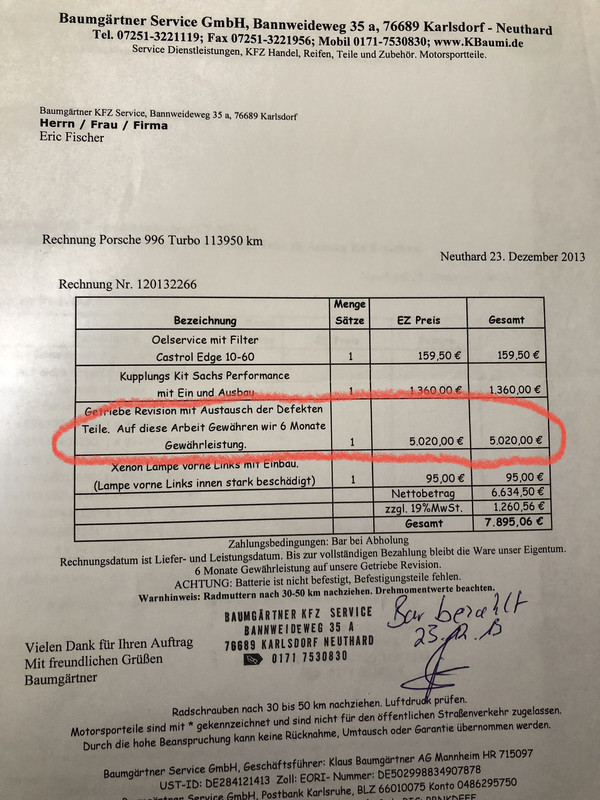 Baumgärtner Service GmbH, Bannweideweg 35 a, 76689 Karlsdorf - Neuthard
Tel. 07251-3221119; Fax 07251-3221956; Mobil 0171-7530830; www.KBaumi.de
Service Dienstleistungen, KFZ Handel, Reifen, Teile und Zubehör. Motorsportteile.
Baumgärtner KFZ Service, Bannweideweg 35 a, 76689 Karlsdorf
Herrn / Frau / Firma
Eric Fischer
Rechnung Porsche 996 Turbo 113950 km
Neuthard 23. Dezember 2013
Rechnung Nr. 120132266
Bezeichnung Menge Sätze EZ Preis Gesamt
Oelservice mit Filter
Castrol Edge 10-60 1 159,50 € 159,50 €
Kupplungs Kit Sachs Performance
mit Ein und Ausbau 1 1.360,00 € 1.360,00 €
Getriebe Revision mit Austausch der Defekten
Teile. Auf diese Arbeit Gewähren wir 6 Monate
Gewährleistung. 1 5.020,00 € 5.020,00 €
Xenon Lampe vorne Links mit Einbau.
(Lampe vorne Links innen stark beschädigt) 1 95,00 € 95,00 €
Nettobetrag 6.634,50 €
zzgl. 19%MwSt. 1.260,56 €
Gesamt 7.895,06 €
Zahlungsbedingungen: Bar bei Abholung
Rechnungsdatum ist Liefer- und Leistungsdatum. Bis zur vollständigen Bezahlung bleibt die Ware unser Eigentum.
6 Monate Gewährleistung auf unsere Getriebe Revision.
ACHTUNG: Batterie ist nicht befestigt, Befestigungsteile fehlen.
Warnhinweis: Radmuttern nach 30-50 km nachziehen. Drehmomentwerte beachten.
BAUMGÄRTNER KFZ SERVICE
BANNWEIDEWEG 35 A
76689 KARLSDORF NEUTHARD
0171 7530830
Bar bezahlt
23.12.13
Vielen Dank für Ihren Auftrag
Mit freundlichen Grüßen
Baumgärtner
Radschrauben nach 30 bis 50 km nachziehen. Luftdruck prüfen.
Motorsporteile sind mit * gekennzeichnet und sind nicht für den öffentlichen Straßenverkehr zugelassen.
Durch die hohe Beanspruchung kann keine Rücknahme, Umtausch oder Garantie übernommen werden.
Baumgärtner Service GmbH, Geschäftsführer: Klaus Baumgärtner AG Mannheim HR 715097
UST-ID: DE284121413 Zoll: EORI- Nummer: DE502998834907878
Baumgärtner Service GmbH, Postbank Karlsruhe, BLZ 66010075 Konto 0486295750